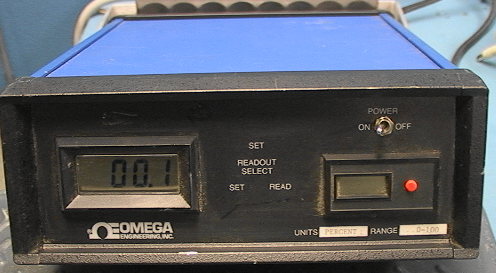 POWER
ON OFF
SET
READOUT
SELECT
SET READ
00.1
OMEGA
ENGINEERING, INC.
UNITS PERCENT RANGE 0-100